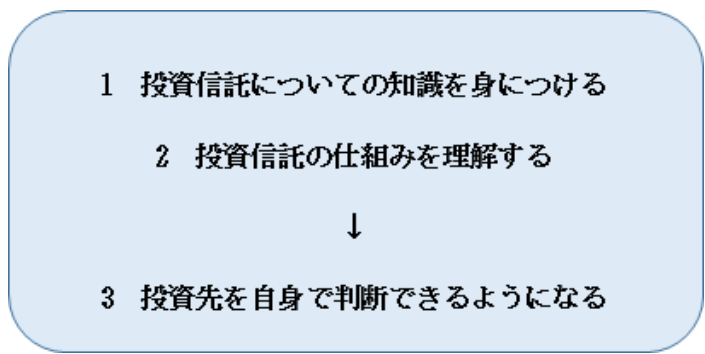 1 投資信託についての知識を身につける
2 投資信託の仕組みを理解する
↓
3 投資先を自身で判断できるようになる